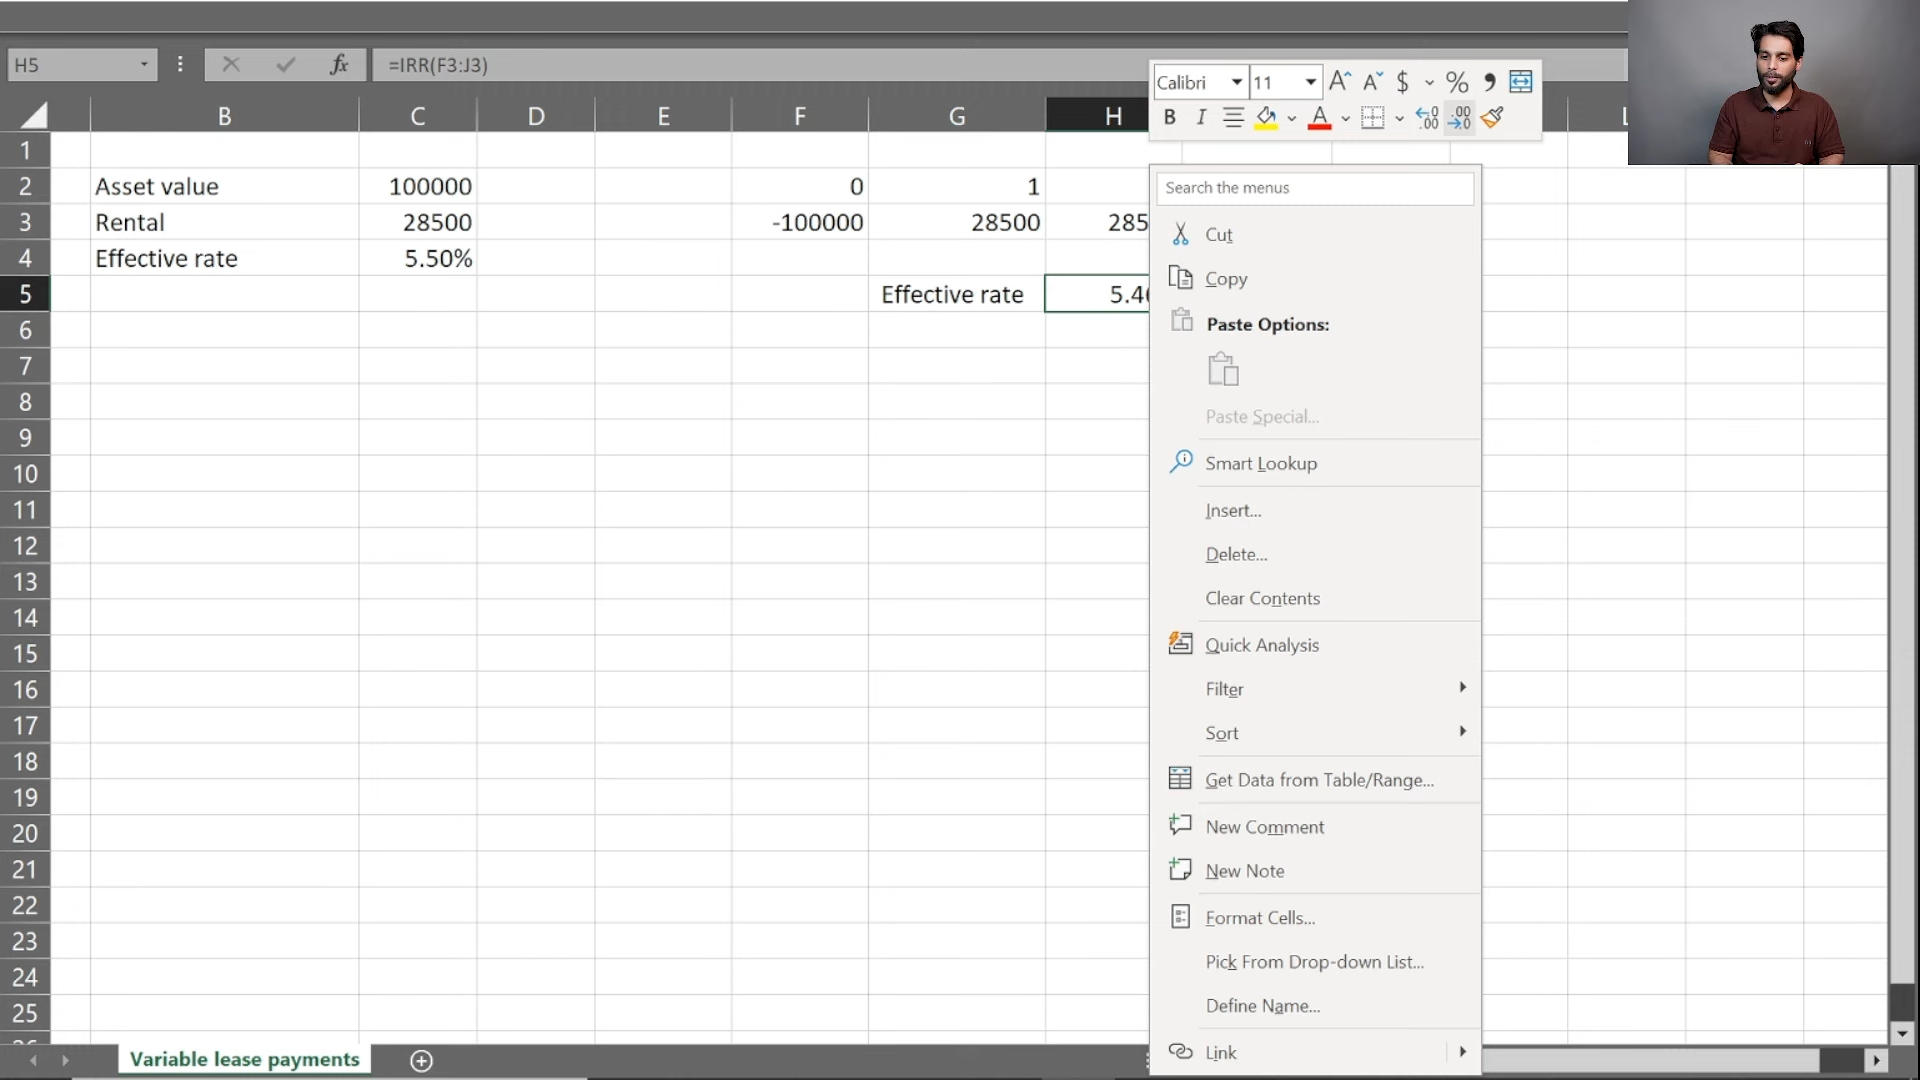 H5 fx =IRR(F3:J3)
Calibri 11 A A $ % ,
B I A .00 .00
B C D E F G H
1
2 Asset value 100000 0 1
3 Rental 28500 -100000 28500 285
4 Effective rate 5.50%
5 Effective rate 5.4
6
7
8
9
10
11
12
13
14
15
16
17
18
19
20
21
22
23
24
25
Search the menus
Cut
Copy
Paste Options:
Paste Special...
Smart Lookup
Insert...
Delete...
Clear Contents
Quick Analysis
Filter
Sort
Get Data from Table/Range...
New Comment
New Note
Format Cells...
Pick From Drop-down List...
Define Name...
Link
Variable lease payments